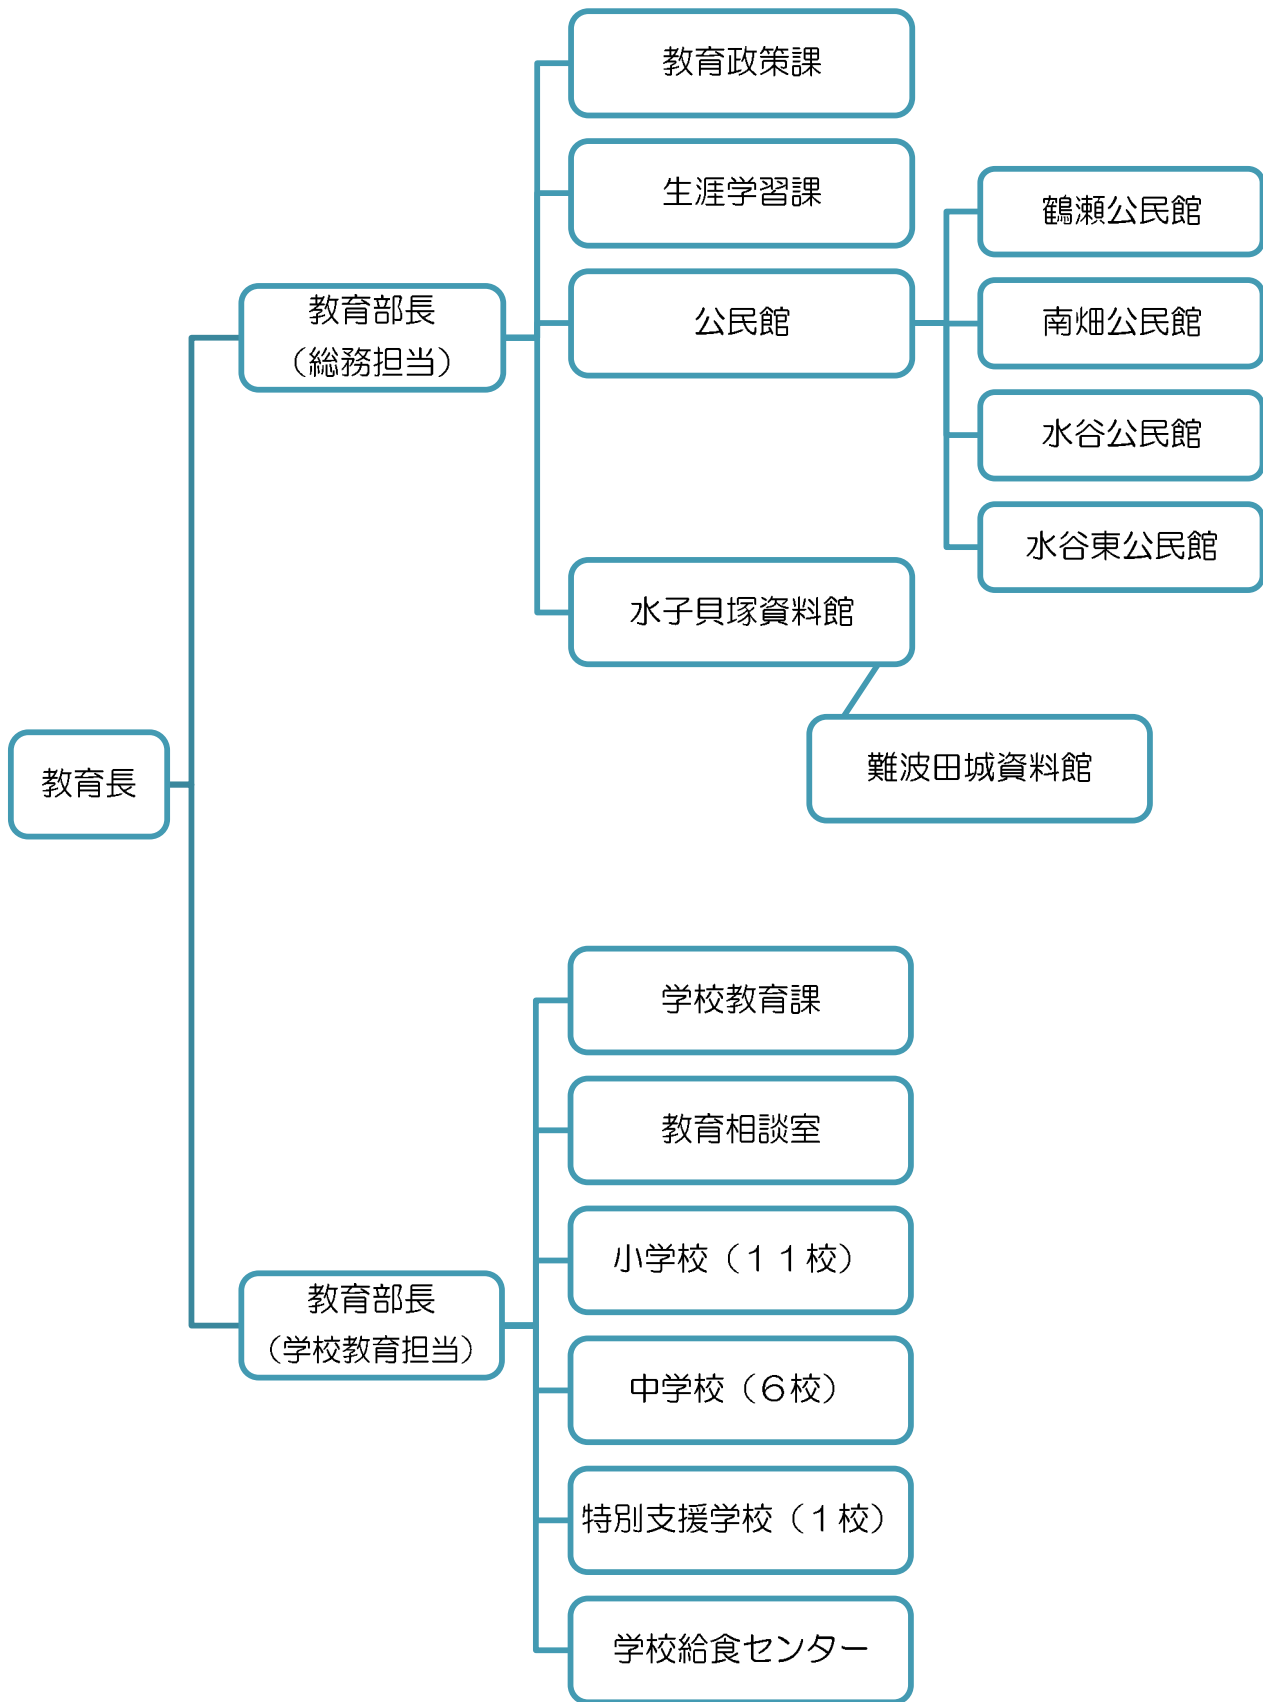 教育長
教育部長
（総務担当）
教育政策課
生涯学習課
公民館
鶴瀬公民館
南畑公民館
水谷公民館
水谷東公民館
水子貝塚資料館
難波田城資料館
教育部長
（学校教育担当）
学校教育課
教育相談室
小学校（１１校）
中学校（６校）
特別支援学校（１校）
学校給食センター